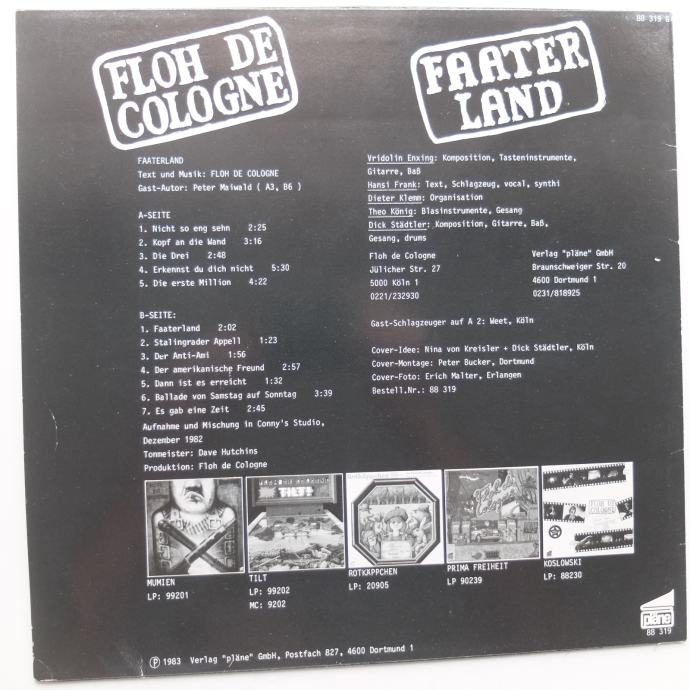 88 319 G
FLOH DE
COLOGNE
FAATER
LAND
FAATERLAND
Text und Musik: FLOH DE COLOGNE
Gast-Autor: Peter Maiwald ( A3, B6 )
A-SEITE
1. Nicht so eng sehn 2:25
2. Kopf an die Wand 3:16
3. Die Drei 2:48
4. Erkennst du dich nicht 5:30
5. Die erste Million 4:22
B-SEITE:
1. Faaterland 2:02
2. Stalingrader Appell 1:23
3. Der Anti-Ami 1:56
4. Der amerikanische Freund 2:57
5. Dann ist es erreicht 1:32
6. Ballade von Samstag auf Sonntag 3:39
7. Es gab eine Zeit 2:45
Aufnahme und Mischung in Conny's Studio,
Dezember 1982
Tonmeister: Dave Hutchins
Produktion: Floh de Cologne
Vridolin Enxing: Komposition, Tasteninstrumente,
Gitarre, Baß
Hansi Frank: Text, Schlagzeug, vocal, synthi
Dieter Klemm: Organisation
Theo König: Blasinstrumente, Gesang
Dick Städtler: Komposition, Gitarre, Baß,
Gesang, drums
Floh de Cologne
Jülicher Str. 27
5000 Köln 1
0221/232930
Verlag "pläne" GmbH
Braunschweiger Str. 20
4600 Dortmund 1
0231/818925
Gast-Schlagzeuger auf A 2: Weet, Köln
Cover-Idee: Nina von Kreisler + Dick Städtler, Köln
Cover-Montage: Peter Bucker, Dortmund
Cover-Foto: Erich Malter, Erlangen
Bestell.Nr.: 88 319
TILT
Rotkäppchen
FLOH DE
COLOGNE
MUMIEN
LP: 99201
TILT
LP: 99202
MC: 9202
ROTKÄPPCHEN
LP: 20905
PRIMA FREIHEIT
LP 90239
KOSLOWSKI
LP: 88230
pläne
88 319
Ⓟ 1983 Verlag "pläne" GmbH, Postfach 827, 4600 Dortmund 1